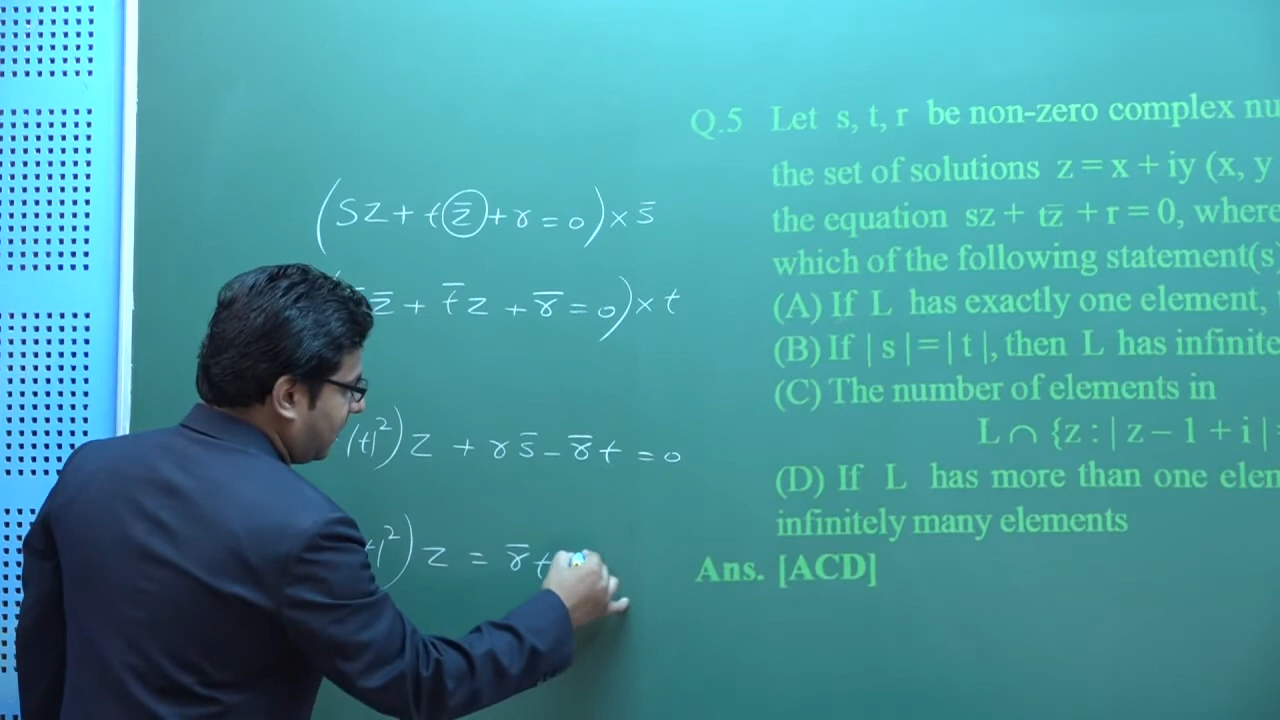 (sz + t z̄ + r = 0) × s̄
z̄ + t̄ z + r̄ = 0) × t
|t|²) z + r s̄ − r̄ t = 0
t|²) z = r̄ t
Q.5 Let s, t, r be non-zero complex nu
the set of solutions z = x + iy (x, y
the equation sz + tz̄ + r = 0, where
which of the following statement(s
(A) If L has exactly one element,
(B) If | s | = | t |, then L has infinite
(C) The number of elements in
L ∩ {z : | z − 1 + i |
(D) If L has more than one elem
infinitely many elements
Ans. [ACD]